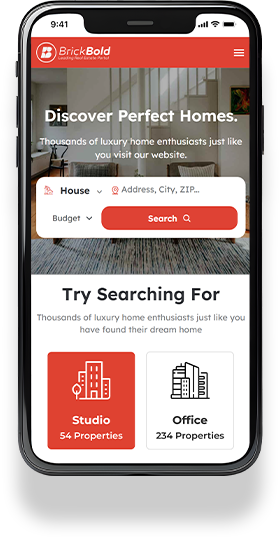 9:41
BrickBold
Leading Real Estate Portal
Discover Perfect Homes.
Thousands of luxury home enthusiasts just like
you visit our website.
House Address, City, ZIP...
Budget Search
Try Searching For
Thousands of luxury home enthusiasts just like you
have found their dream home
Studio
54 Properties
Office
234 Properties